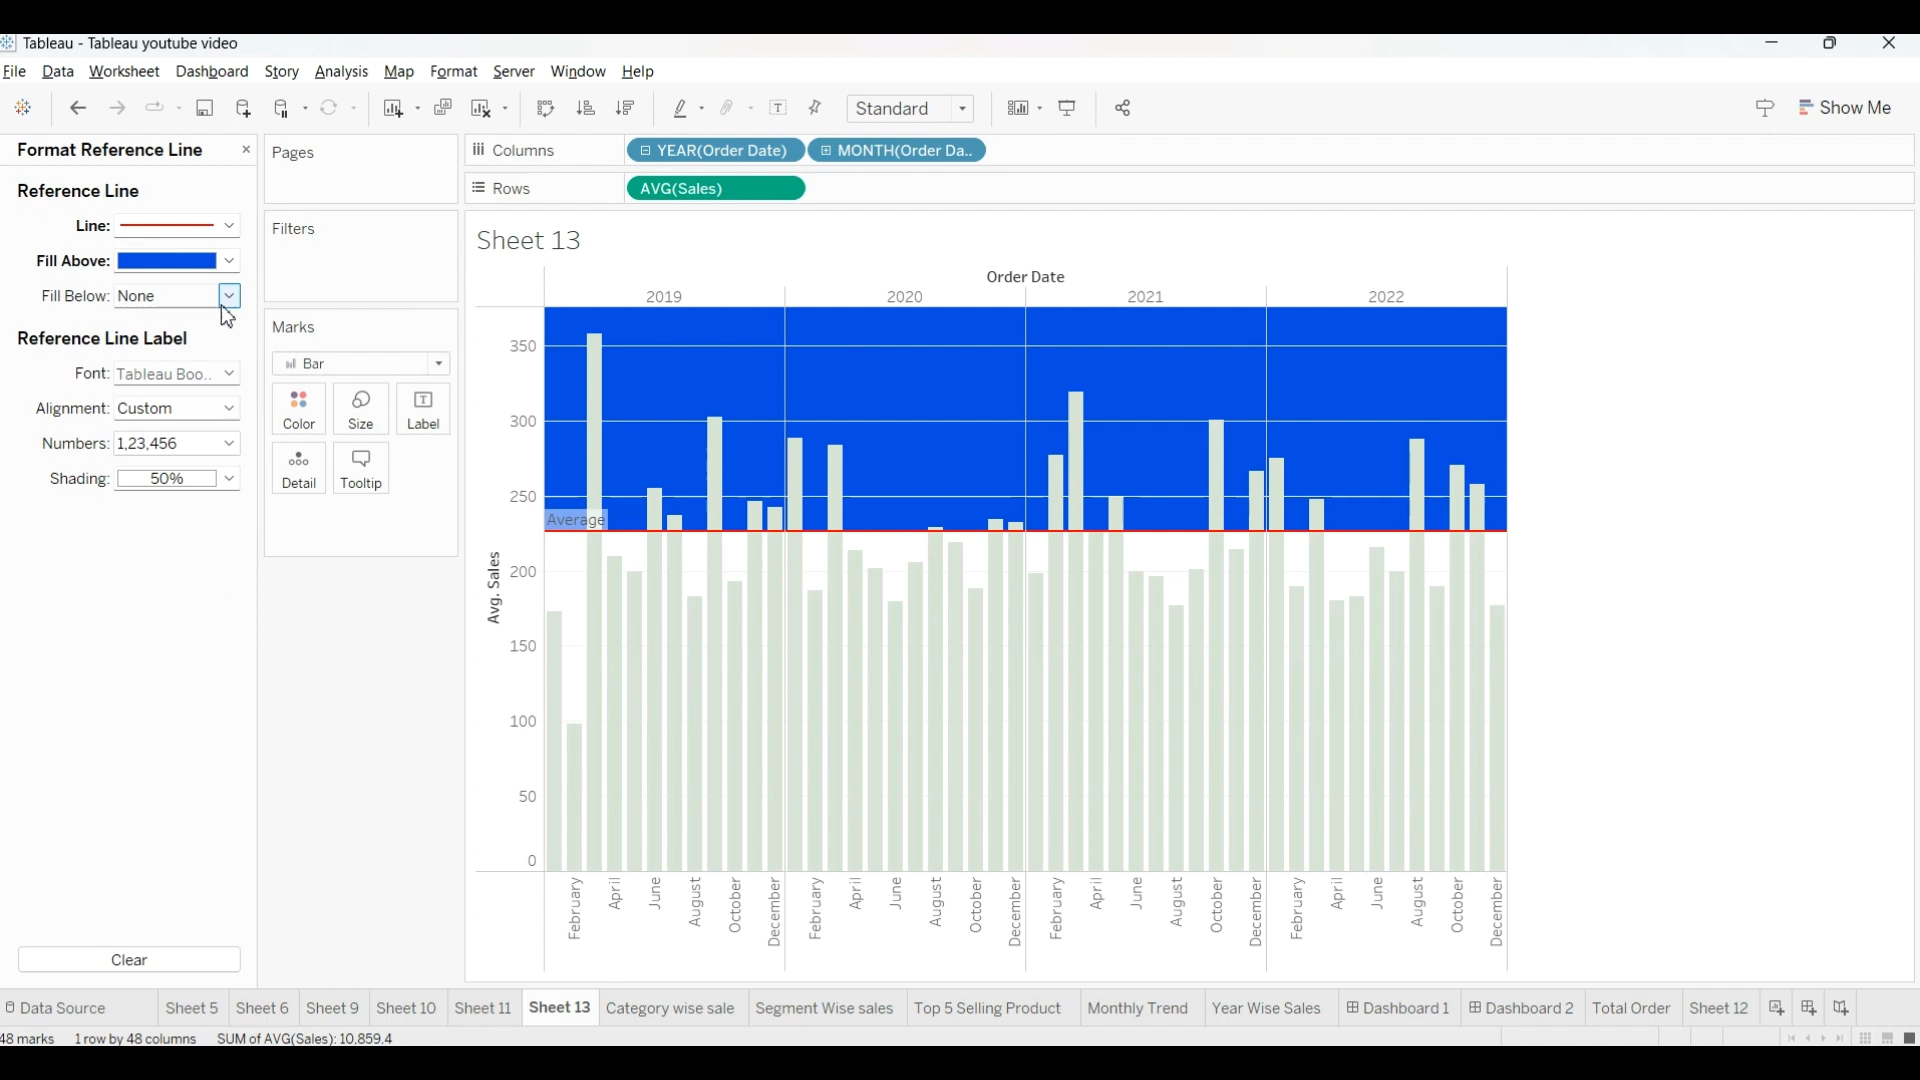 Tableau - Tableau youtube video
File Data Worksheet Dashboard Story Analysis Map Format Server Window Help
Standard
Show Me
Format Reference Line
Reference Line
Line:
Fill Above:
Fill Below: None
Reference Line Label
Font: Tableau Boo..
Alignment: Custom
Numbers: 1,23,456
Shading: 50%
Clear
Pages
Filters
Marks
Bar
Color Size Label
Detail Tooltip
Columns YEAR(Order Date) MONTH(Order Da..
Rows AVG(Sales)
Sheet 13
Order Date
2019 2020 2021 2022
350
300
250
Average
200
150
100
50
0
Avg. Sales
February April June August October December February April June August October December February April June August October December February April June August October December
Data Source Sheet 5 Sheet 6 Sheet 9 Sheet 10 Sheet 11 Sheet 13 Category wise sale Segment Wise sales Top 5 Selling Product Monthly Trend Year Wise Sales Dashboard 1 Dashboard 2 Total Order Sheet 12
48 marks 1 row by 48 columns SUM of AVG(Sales): 10,859.4